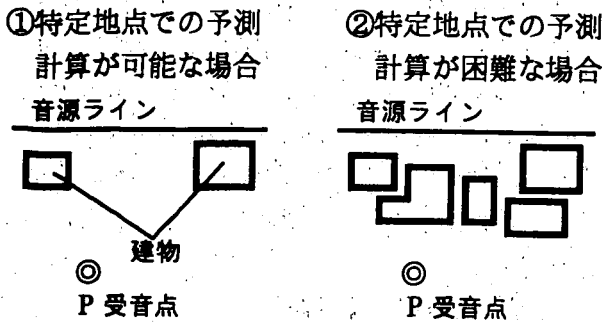 ①特定地点での予測
計算が可能な場合
音源ライン
建物
P 受音点
②特定地点での予測
計算が困難な場合
音源ライン
P 受音点